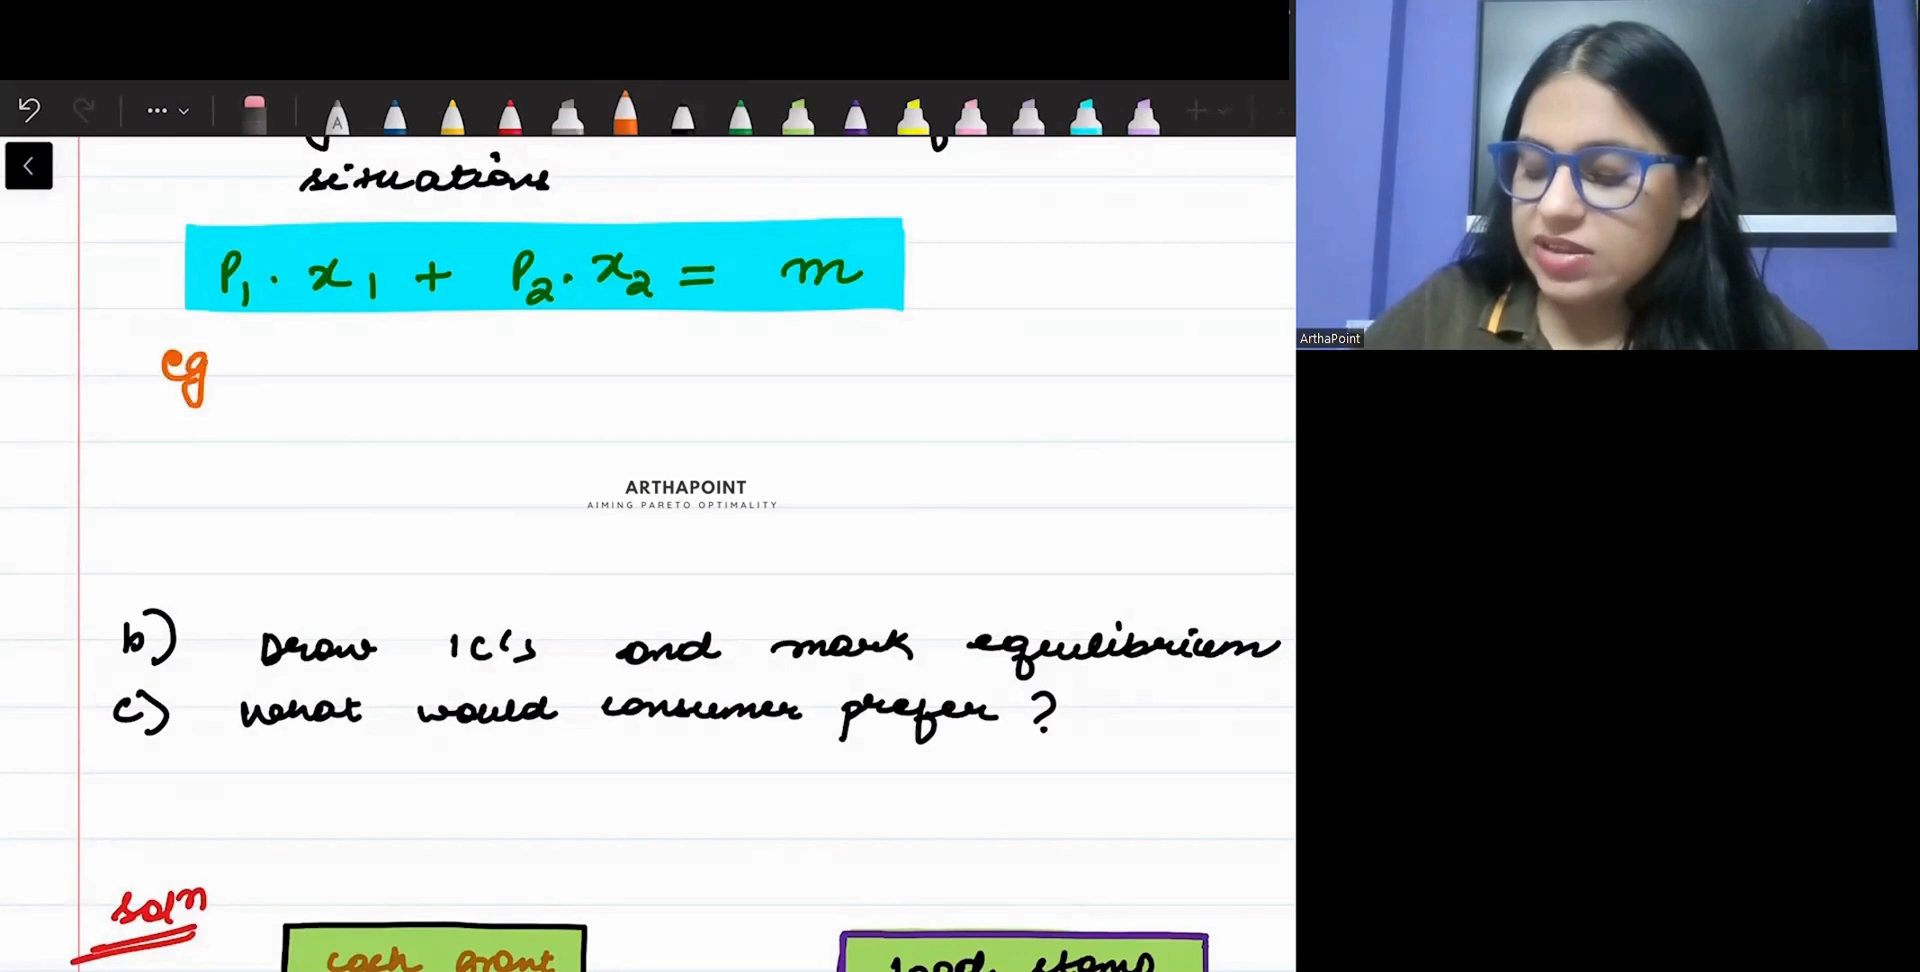 situations
P1 . x1 + P2 . x2 = m
eg
ARTHAPOINT
AIMING PARETO OPTIMALITY
b) Draw IC's and mark equilibrium
c) What would consumer prefer ?
soln
cash grant
food stamp
A
ArthaPoint